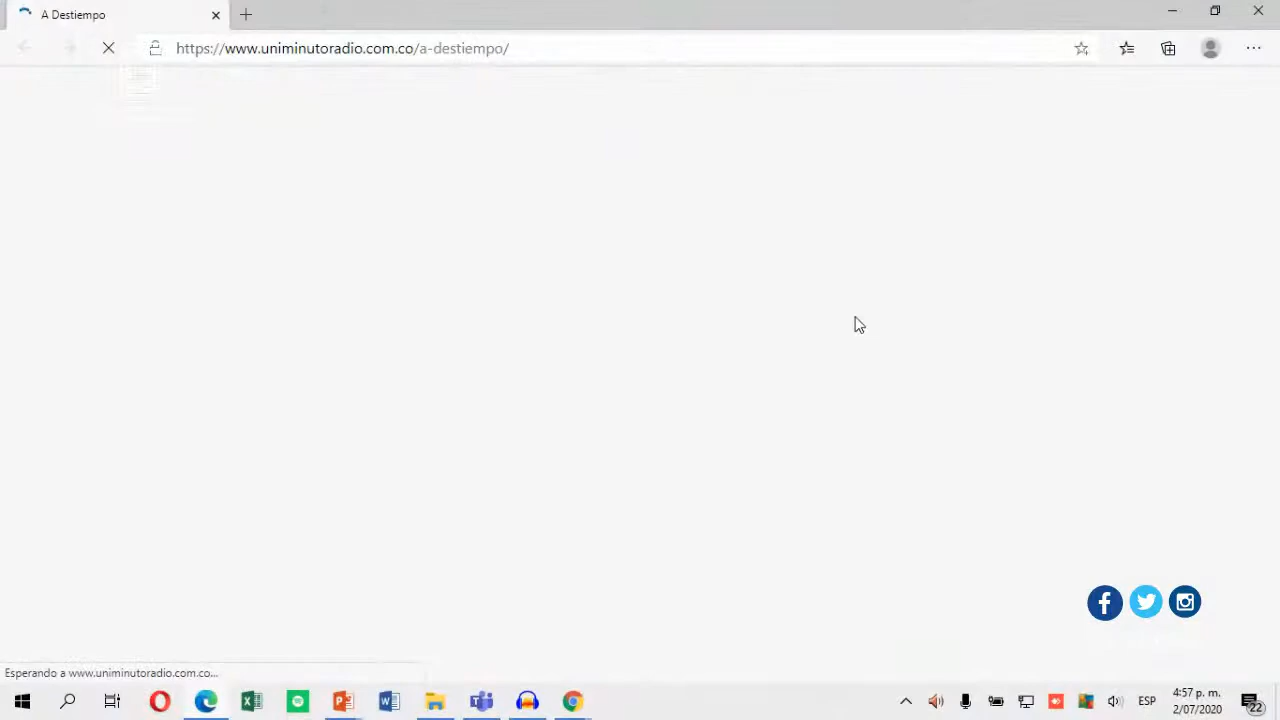 A Destiempo
https://www.uniminutoradio.com.co/a-destiempo/
Esperando a www.uniminutoradio.com.co...
ESP
4:57 p. m.
2/07/2020
22